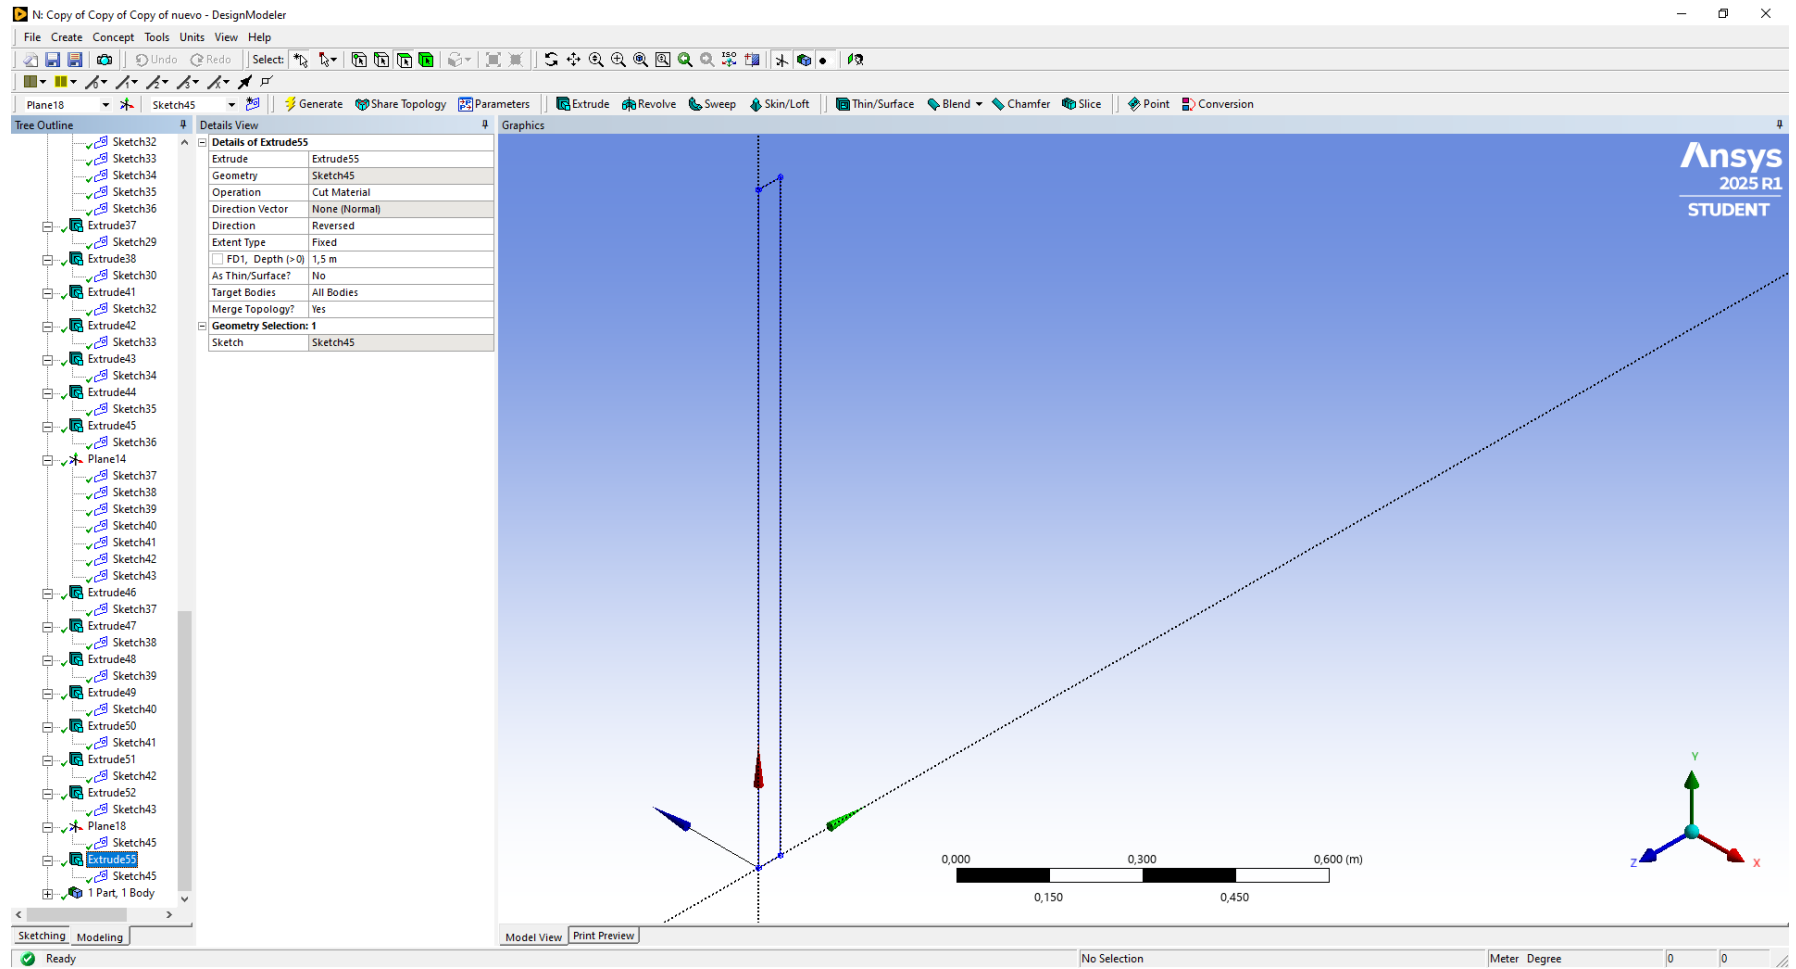 N: Copy of Copy of Copy of nuevo - DesignModeler
File Create Concept Tools Units View Help
Undo Redo Select: ISO
Plane18 Sketch45 Generate Share Topology Parameters Extrude Revolve Sweep Skin/Loft Thin/Surface Blend Chamfer Slice Point Conversion
Tree Outline
Sketch32
Sketch33
Sketch34
Sketch35
Sketch36
Extrude37
Sketch29
Extrude38
Sketch30
Extrude41
Sketch32
Extrude42
Sketch33
Extrude43
Sketch34
Extrude44
Sketch35
Extrude45
Sketch36
Plane14
Sketch37
Sketch38
Sketch39
Sketch40
Sketch41
Sketch42
Sketch43
Extrude46
Sketch37
Extrude47
Sketch38
Extrude48
Sketch39
Extrude49
Sketch40
Extrude50
Sketch41
Extrude51
Sketch42
Extrude52
Sketch43
Plane18
Sketch45
Extrude55
Sketch45
1 Part, 1 Body
Sketching Modeling
Details View
Details of Extrude55
Extrude Extrude55
Geometry Sketch45
Operation Cut Material
Direction Vector None (Normal)
Direction Reversed
Extent Type Fixed
FD1, Depth (>0) 1,5 m
As Thin/Surface? No
Target Bodies All Bodies
Merge Topology? Yes
Geometry Selection: 1
Sketch Sketch45
Graphics
Ansys
2025 R1
STUDENT
0,000 0,300 0,600 (m)
0,150 0,450
Y
Z X
Model View Print Preview
Ready No Selection Meter Degree 0 0